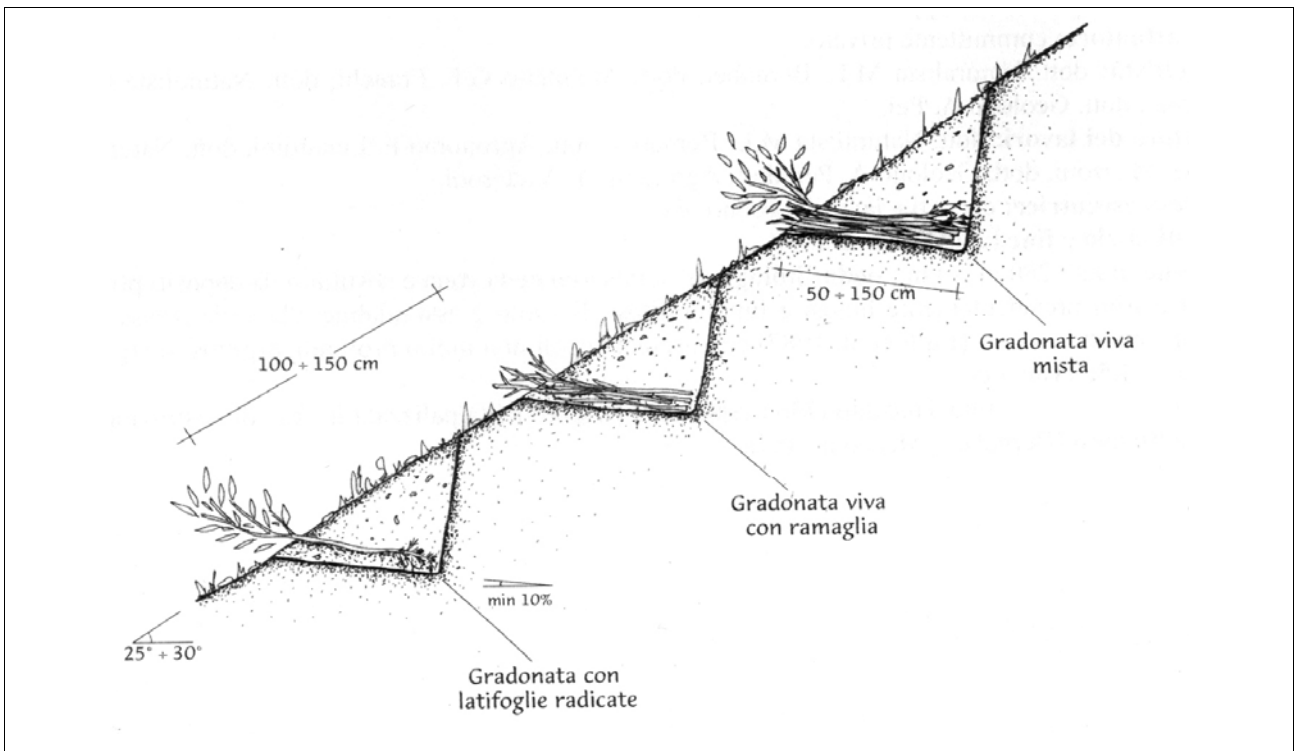 50 ÷ 150 cm
Gradonata viva
mista
100 ÷ 150 cm
Gradonata viva
con ramaglia
min 10%
25° ÷ 30°
Gradonata con
latifoglie radicate